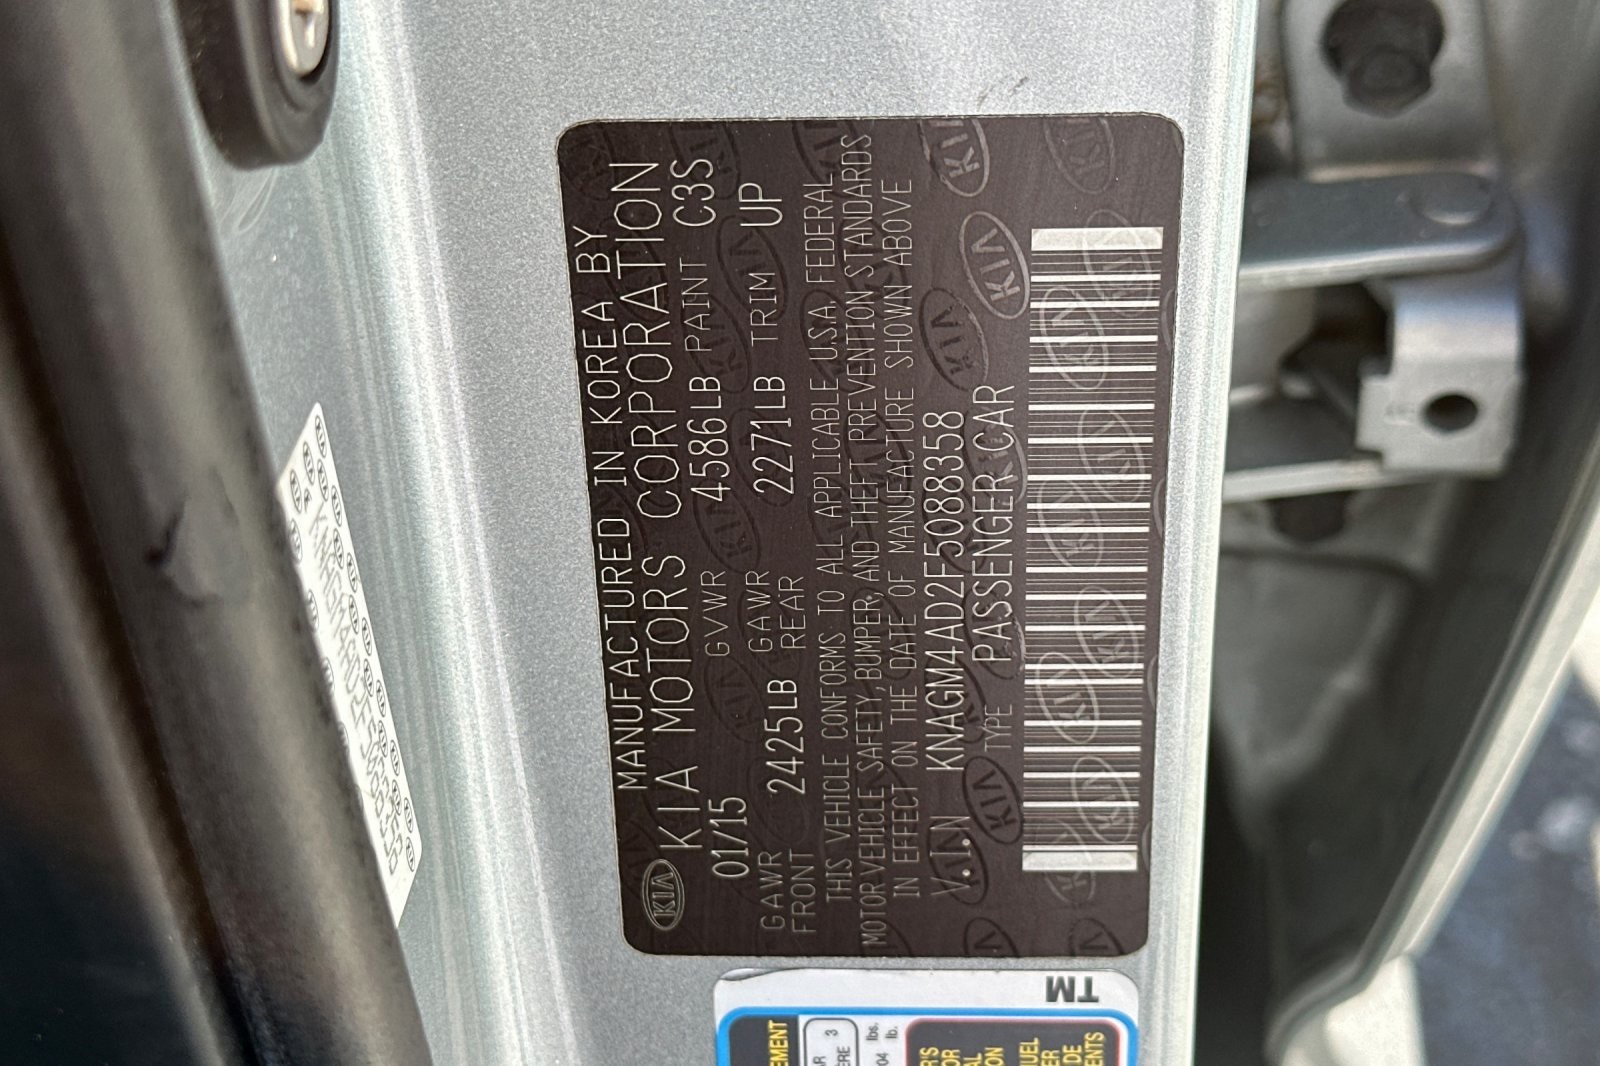 KIA
MANUFACTURED IN KOREA BY
KIA MOTORS CORPORATION
01/15 GVWR 4586LB PAINT C3S
GAWR FRONT 2425LB GAWR REAR 2271LB TRIM UP
THIS VEHICLE CONFORMS TO ALL APPLICABLE U.S.A. FEDERAL
MOTOR VEHICLE SAFETY, BUMPER, AND THEFT PREVENTION STANDARDS
IN EFFECT ON THE DATE OF MANUFACTURE SHOWN ABOVE
V.I.N KNAGM4AD2F5088358
TYPE PASSENGER CAR
TM